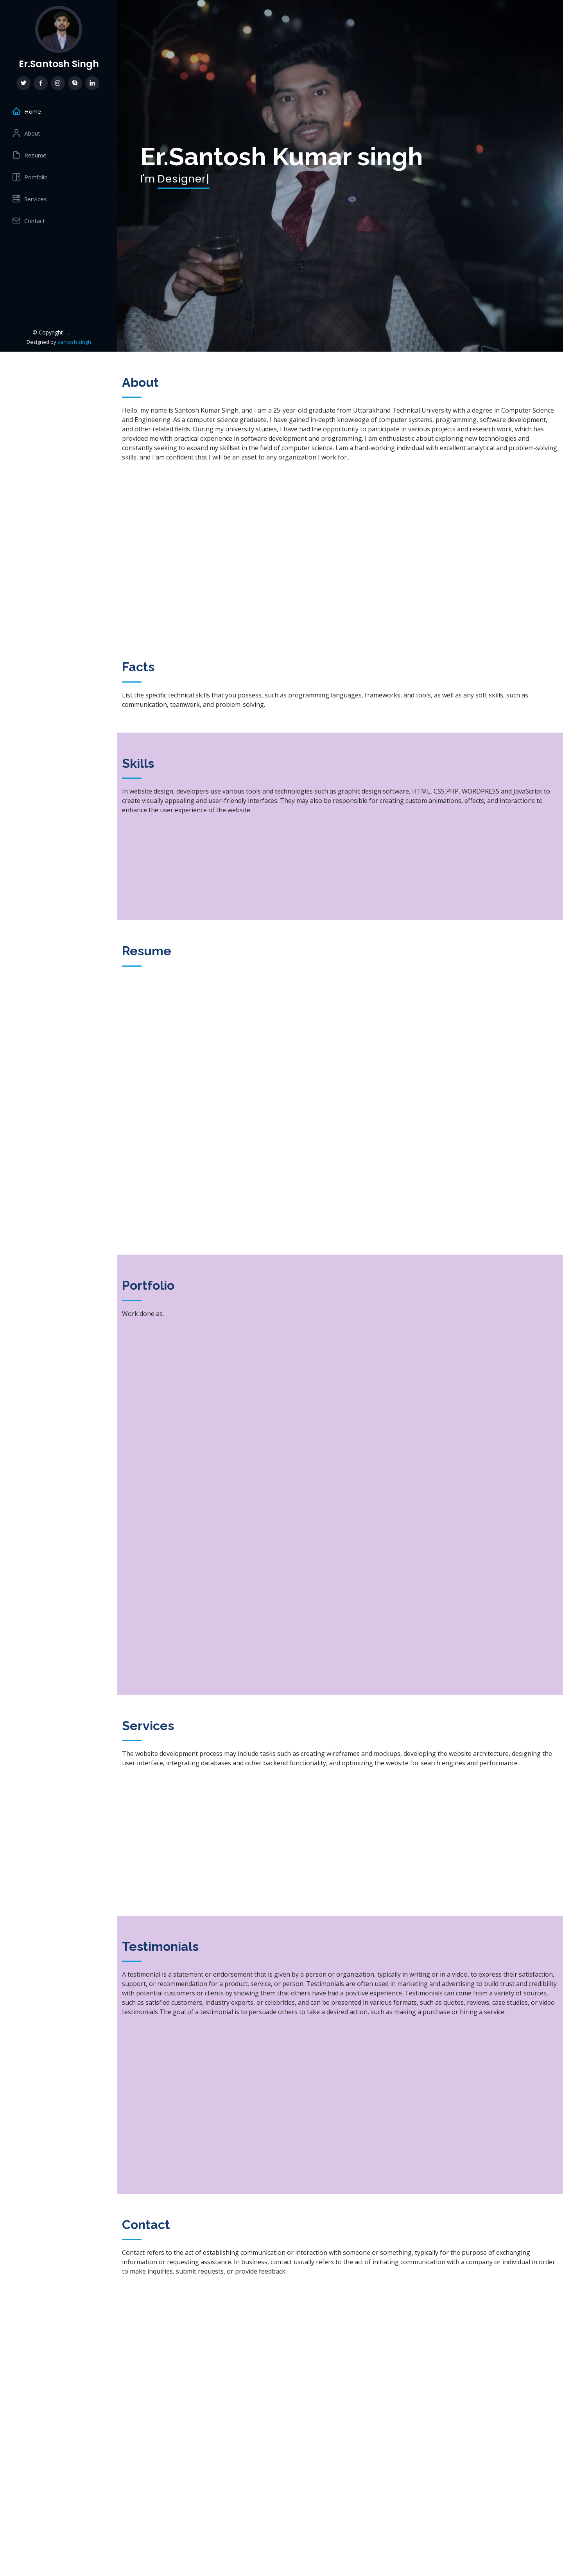 Er.Santosh Singh
Home
About
Resume
Portfolio
Services
Contact
© Copyright .
Designed by santosh singh
Er.Santosh Kumar singh
I'm Designer|
About
Hello, my name is Santosh Kumar Singh, and I am a 25-year-old graduate from Uttarakhand Technical University with a degree in Computer Science
and Engineering. As a computer science graduate, I have gained in-depth knowledge of computer systems, programming, software development,
and other related fields. During my university studies, I have had the opportunity to participate in various projects and research work, which has
provided me with practical experience in software development and programming. I am enthusiastic about exploring new technologies and
constantly seeking to expand my skillset in the field of computer science. I am a hard-working individual with excellent analytical and problem-solving
skills, and I am confident that I will be an asset to any organization I work for..
Facts
List the specific technical skills that you possess, such as programming languages, frameworks, and tools, as well as any soft skills, such as
communication, teamwork, and problem-solving.
Skills
In website design, developers use various tools and technologies such as graphic design software, HTML, CSS,PHP, WORDPRESS and JavaScript to
create visually appealing and user-friendly interfaces. They may also be responsible for creating custom animations, effects, and interactions to
enhance the user experience of the website.
Resume
Portfolio
Work done as.
Services
The website development process may include tasks such as creating wireframes and mockups, developing the website architecture, designing the
user interface, integrating databases and other backend functionality, and optimizing the website for search engines and performance.
Testimonials
A testimonial is a statement or endorsement that is given by a person or organization, typically in writing or in a video, to express their satisfaction,
support, or recommendation for a product, service, or person. Testimonials are often used in marketing and advertising to build trust and credibility
with potential customers or clients by showing them that others have had a positive experience. Testimonials can come from a variety of sources,
such as satisfied customers, industry experts, or celebrities, and can be presented in various formats, such as quotes, reviews, case studies, or video
testimonials The goal of a testimonial is to persuade others to take a desired action, such as making a purchase or hiring a service.
Contact
Contact refers to the act of establishing communication or interaction with someone or something, typically for the purpose of exchanging
information or requesting assistance. In business, contact usually refers to the act of initiating communication with a company or individual in order
to make inquiries, submit requests, or provide feedback.